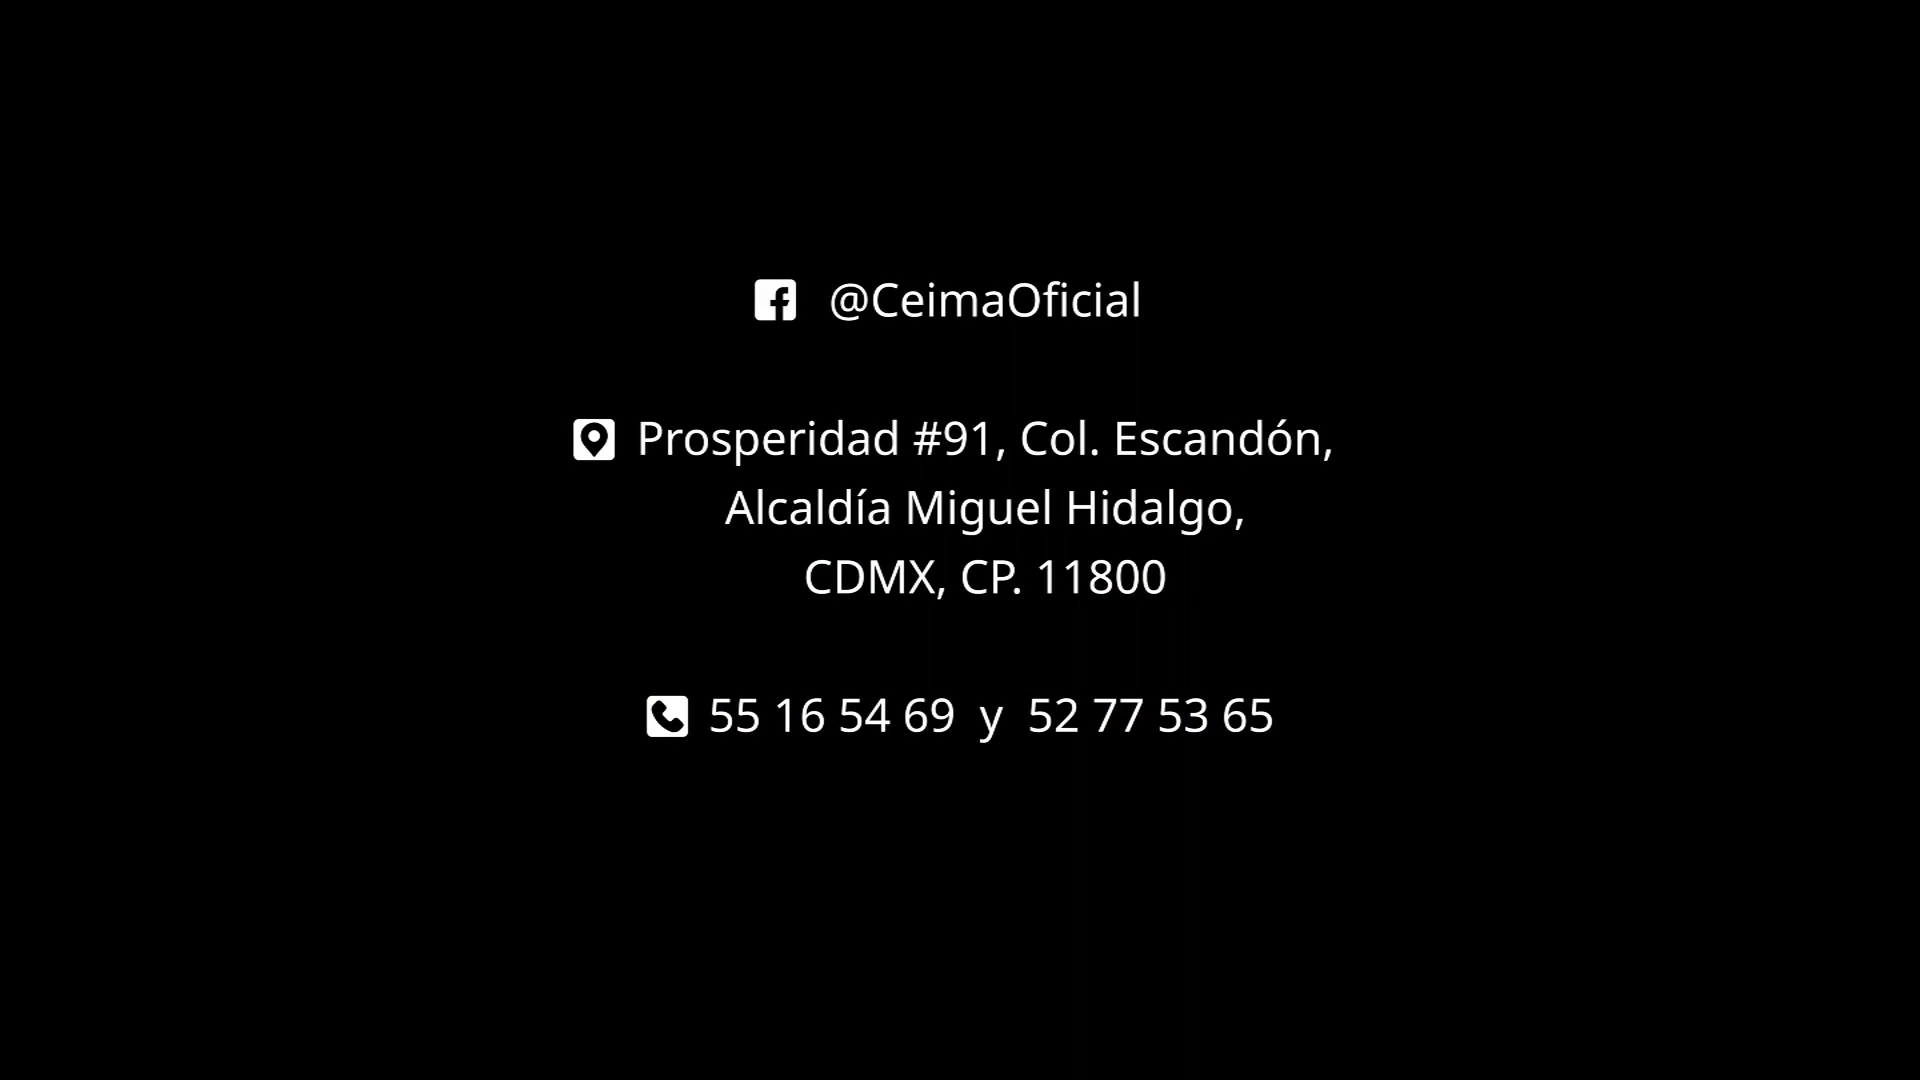 @CeimaOficial
Prosperidad #91, Col. Escandón,
Alcaldía Miguel Hidalgo,
CDMX, CP. 11800
55 16 54 69 y 52 77 53 65